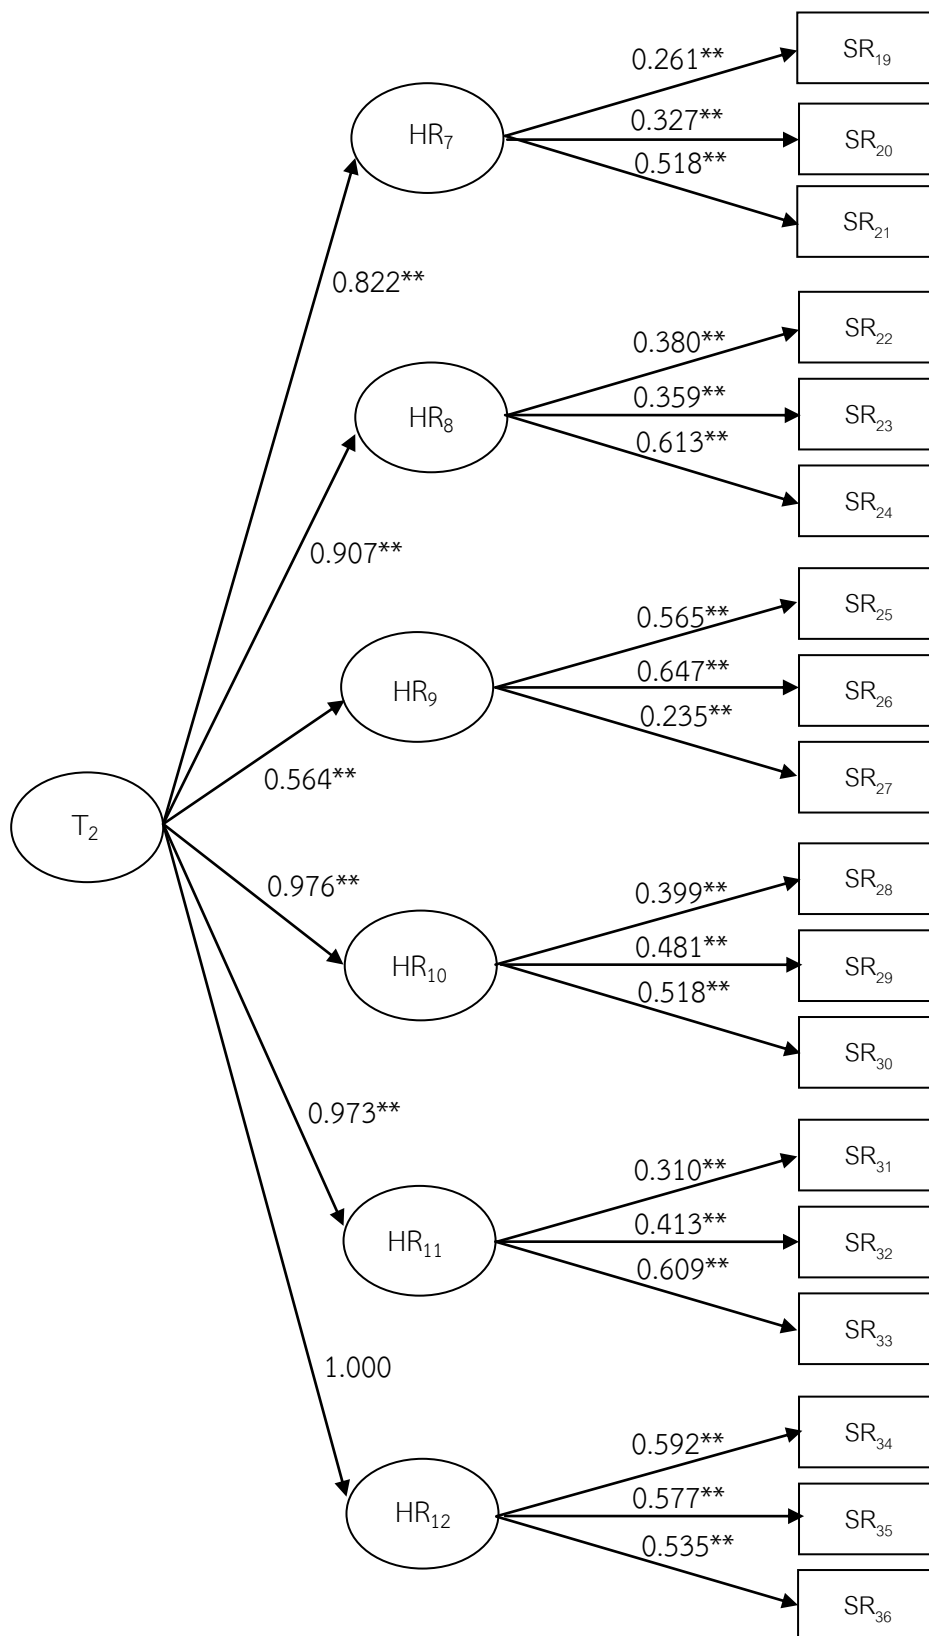 SR₁₉
0.261**
HR₇
0.327**
SR₂₀
0.518**
SR₂₁
0.822**
SR₂₂
0.380**
HR₈
0.359**
SR₂₃
0.613**
SR₂₄
0.907**
SR₂₅
0.565**
HR₉
0.647**
SR₂₆
0.235**
SR₂₇
0.564**
T₂
0.976**
SR₂₈
0.399**
HR₁₀
0.481**
SR₂₉
0.518**
SR₃₀
0.973**
SR₃₁
0.310**
HR₁₁
0.413**
SR₃₂
0.609**
SR₃₃
1.000
SR₃₄
0.592**
HR₁₂
0.577**
SR₃₅
0.535**
SR₃₆